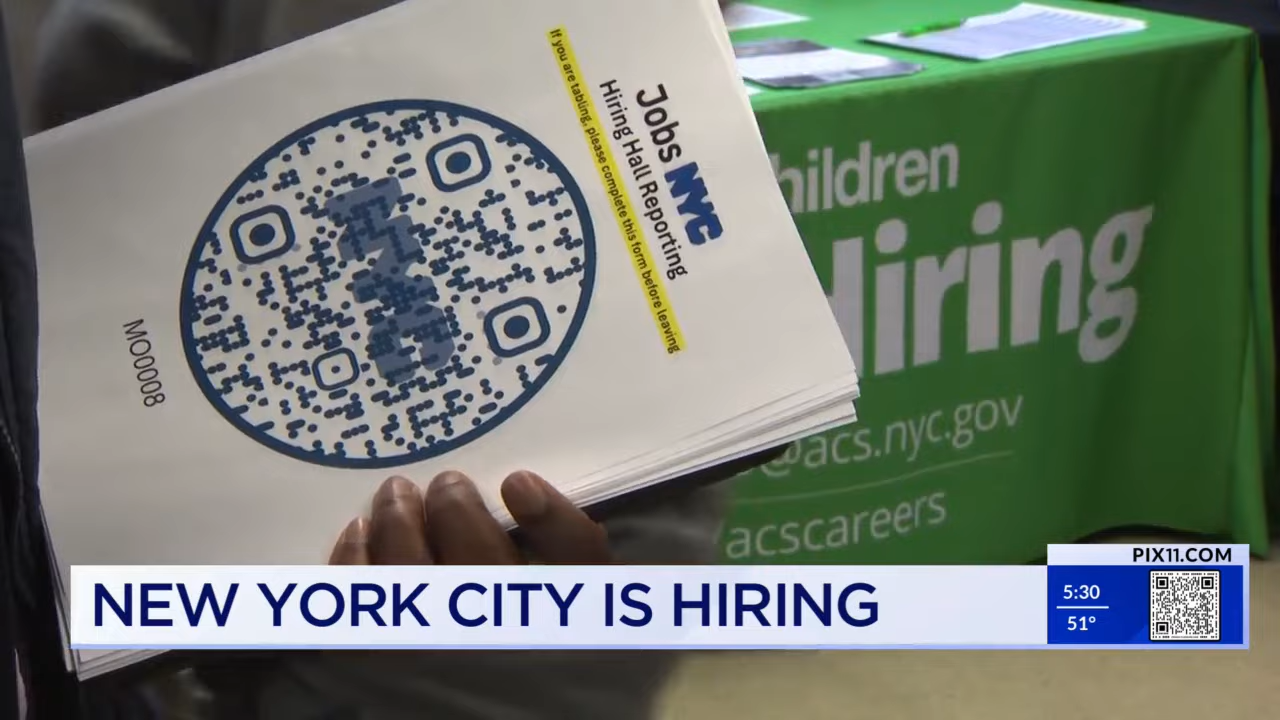 Jobs NYC
Hiring Hall Reporting
If you are tabling, please complete this form before leaving
NYC
MO0008
hildren
Hiring
@acs.nyc.gov
/acscareers
NEW YORK CITY IS HIRING
PIX11.COM
5:30
51°